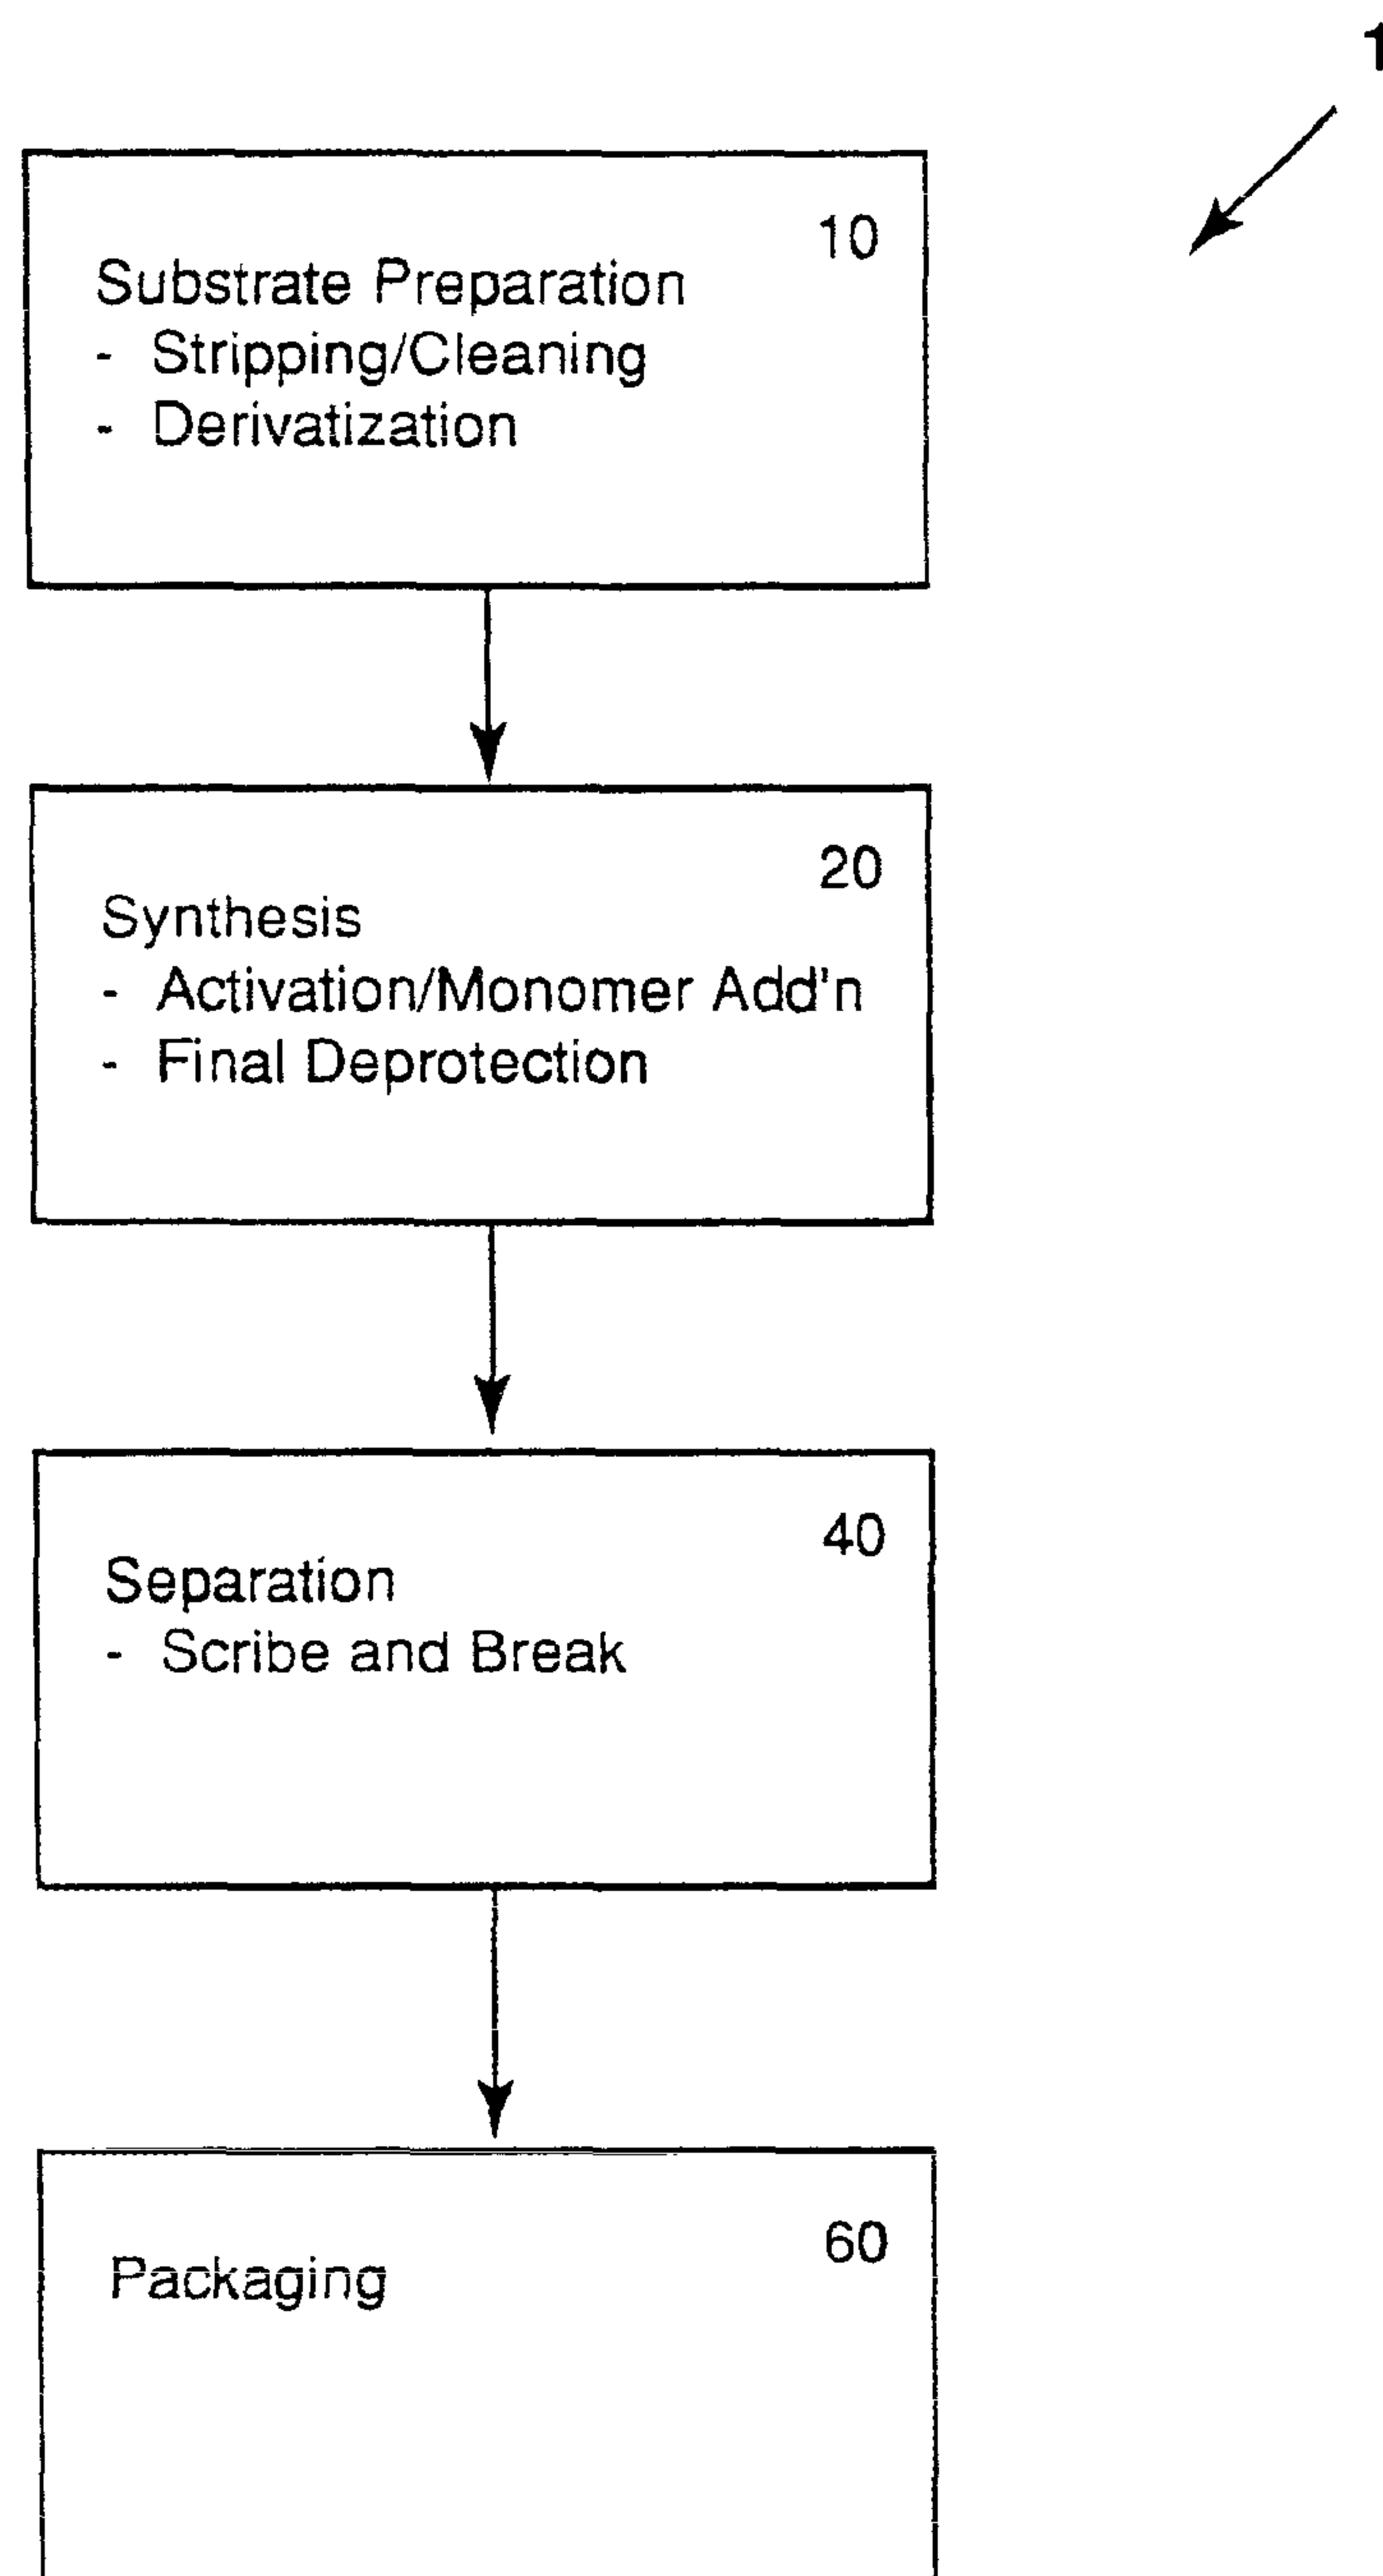 1
10
Substrate Preparation
- Stripping/Cleaning
- Derivatization
20
Synthesis
- Activation/Monomer Add'n
- Final Deprotection
40
Separation
- Scribe and Break
60
Packaging